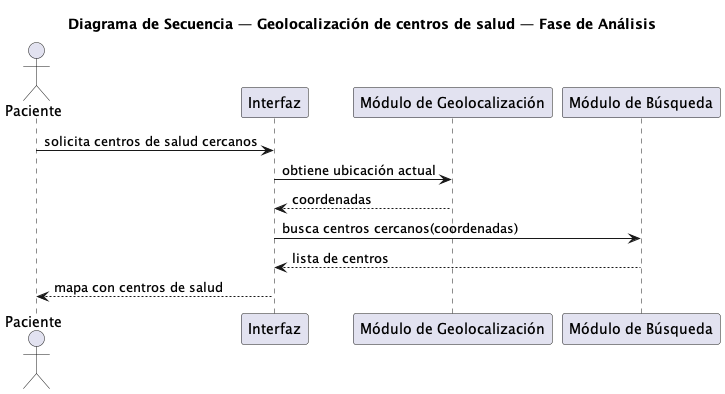 Diagrama de Secuencia — Geolocalización de centros de salud — Fase de Análisis
Paciente
Interfaz
Módulo de Geolocalización
Módulo de Búsqueda
solicita centros de salud cercanos
obtiene ubicación actual
coordenadas
busca centros cercanos(coordenadas)
lista de centros
mapa con centros de salud
Paciente
Interfaz
Módulo de Geolocalización
Módulo de Búsqueda